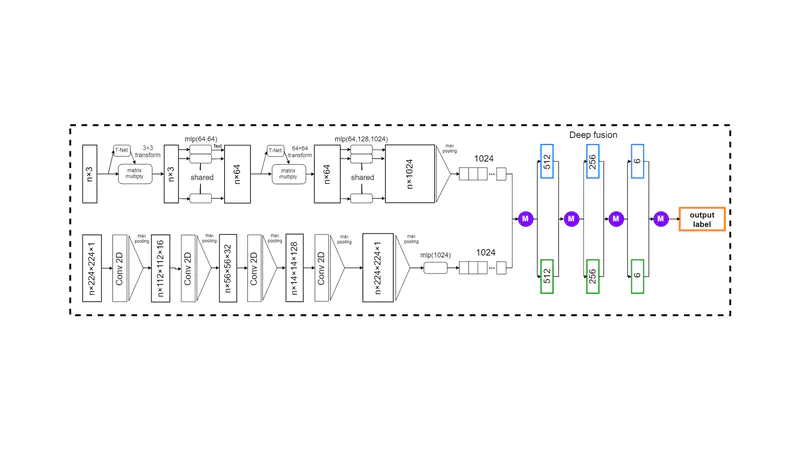 Deep fusion
mlp(64,64)
mlp(64,128,1024)
n×3
T-Net
3×3
transform
matrix
multiply
n×3
Text
shared
n×64
T-Net
64×64
transform
matrix
multiply
n×64
shared
n×1024
max
pooling
1024
...
512
256
6
M
M
M
M
output
label
n×224×224×1
Conv 2D
max
pooling
n×112×112×16
Conv 2D
max
pooling
n×56×56×32
Conv 2D
max
pooling
n×14×14×128
Conv 2D
max
pooling
n×224×224×1
max
pooling
mlp(1024)
1024
...
512
256
6